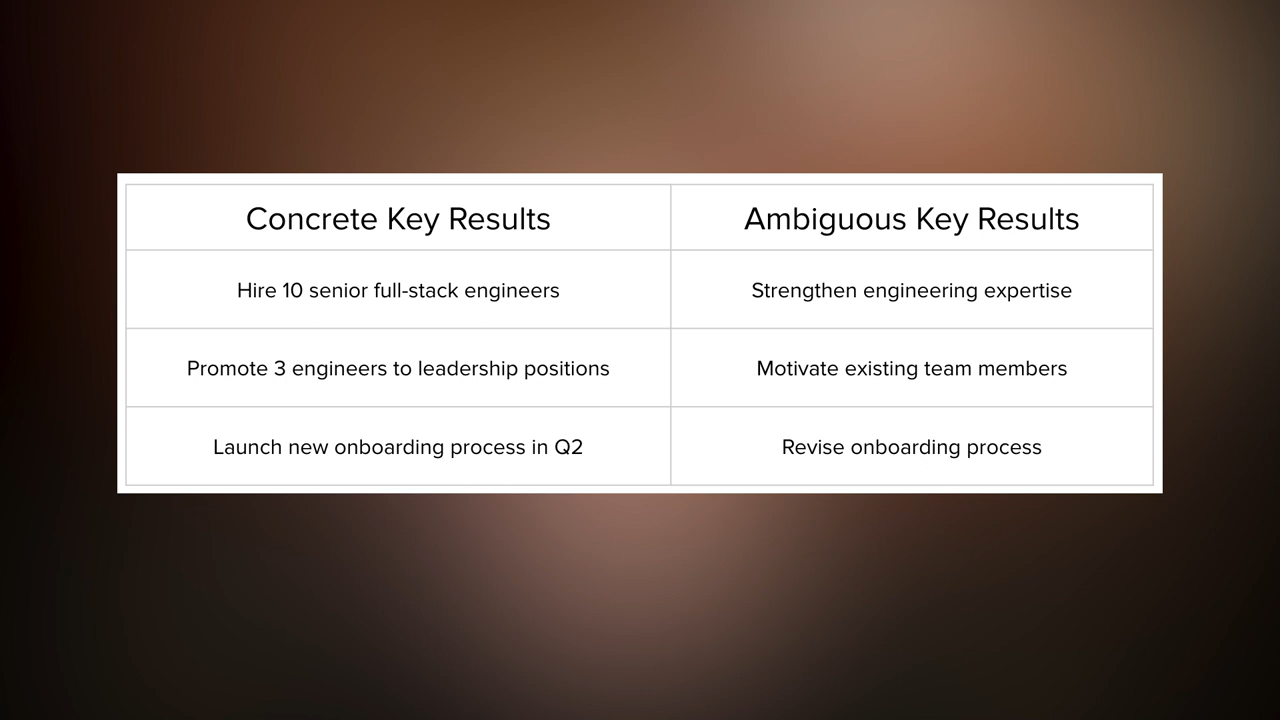 Concrete Key Results
Ambiguous Key Results
Hire 10 senior full-stack engineers
Strengthen engineering expertise
Promote 3 engineers to leadership positions
Motivate existing team members
Launch new onboarding process in Q2
Revise onboarding process